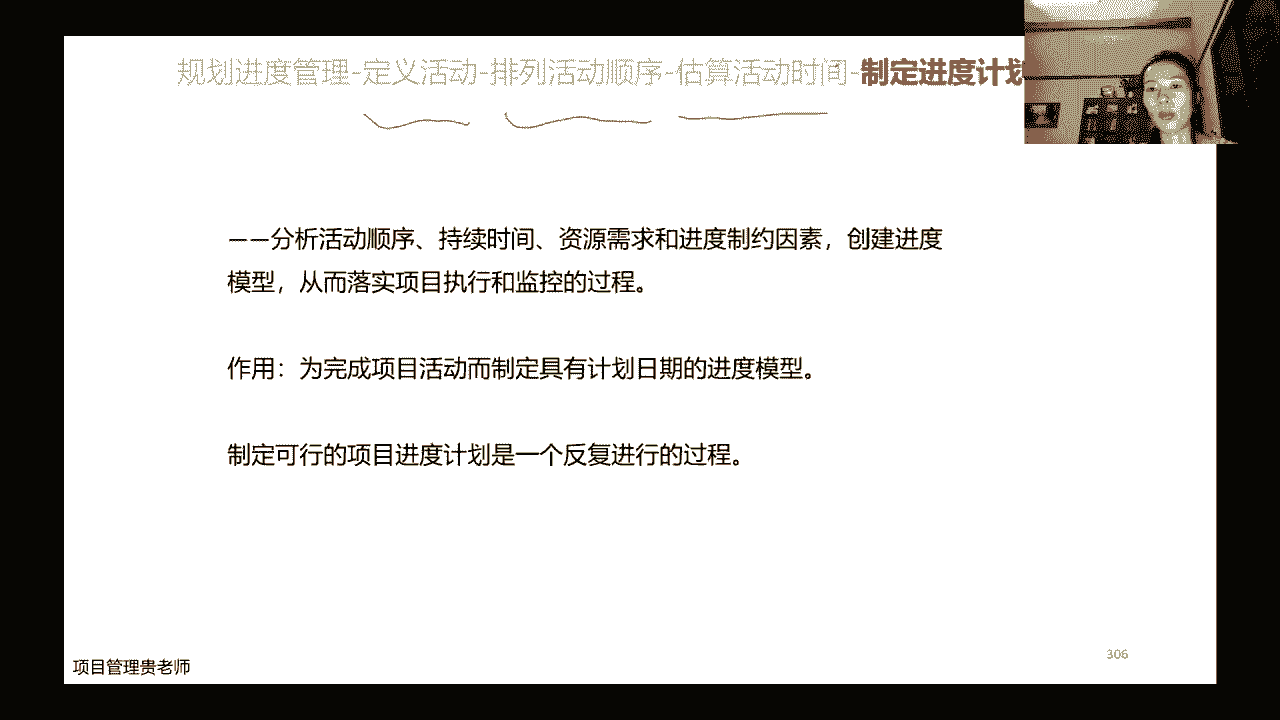 规划进度管理-定义活动-排列活动顺序-估算活动时间-制定进度计划
——分析活动顺序、持续时间、资源需求和进度制约因素，创建进度
模型，从而落实项目执行和监控的过程。
作用：为完成项目活动而制定具有计划日期的进度模型。
制定可行的项目进度计划是一个反复进行的过程。
306
项目管理贵老师